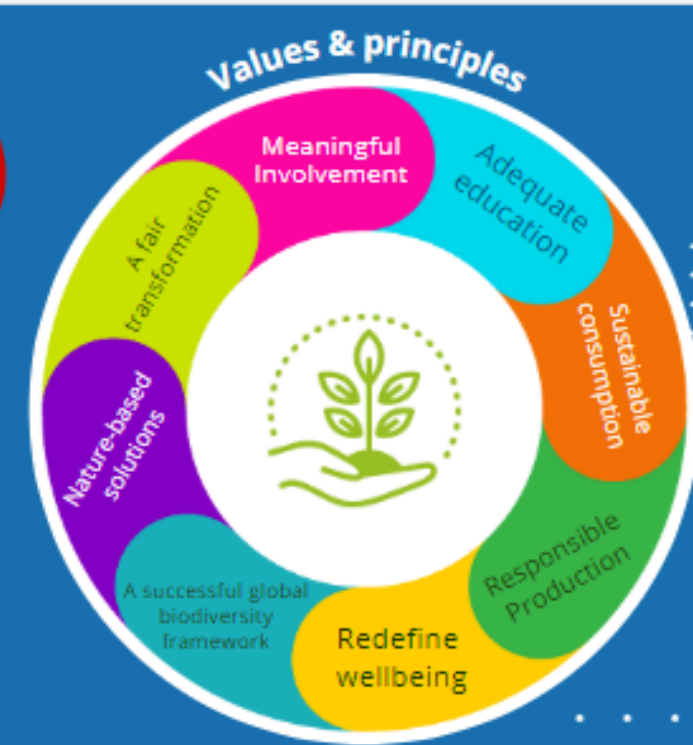 Values & principles
Meaningful
Involvement
Adequate
education
Sustainable
consumption
Responsible
Production
Redefine
wellbeing
A successful global
biodiversity
framework
Nature-based
solutions
A fair
transformation